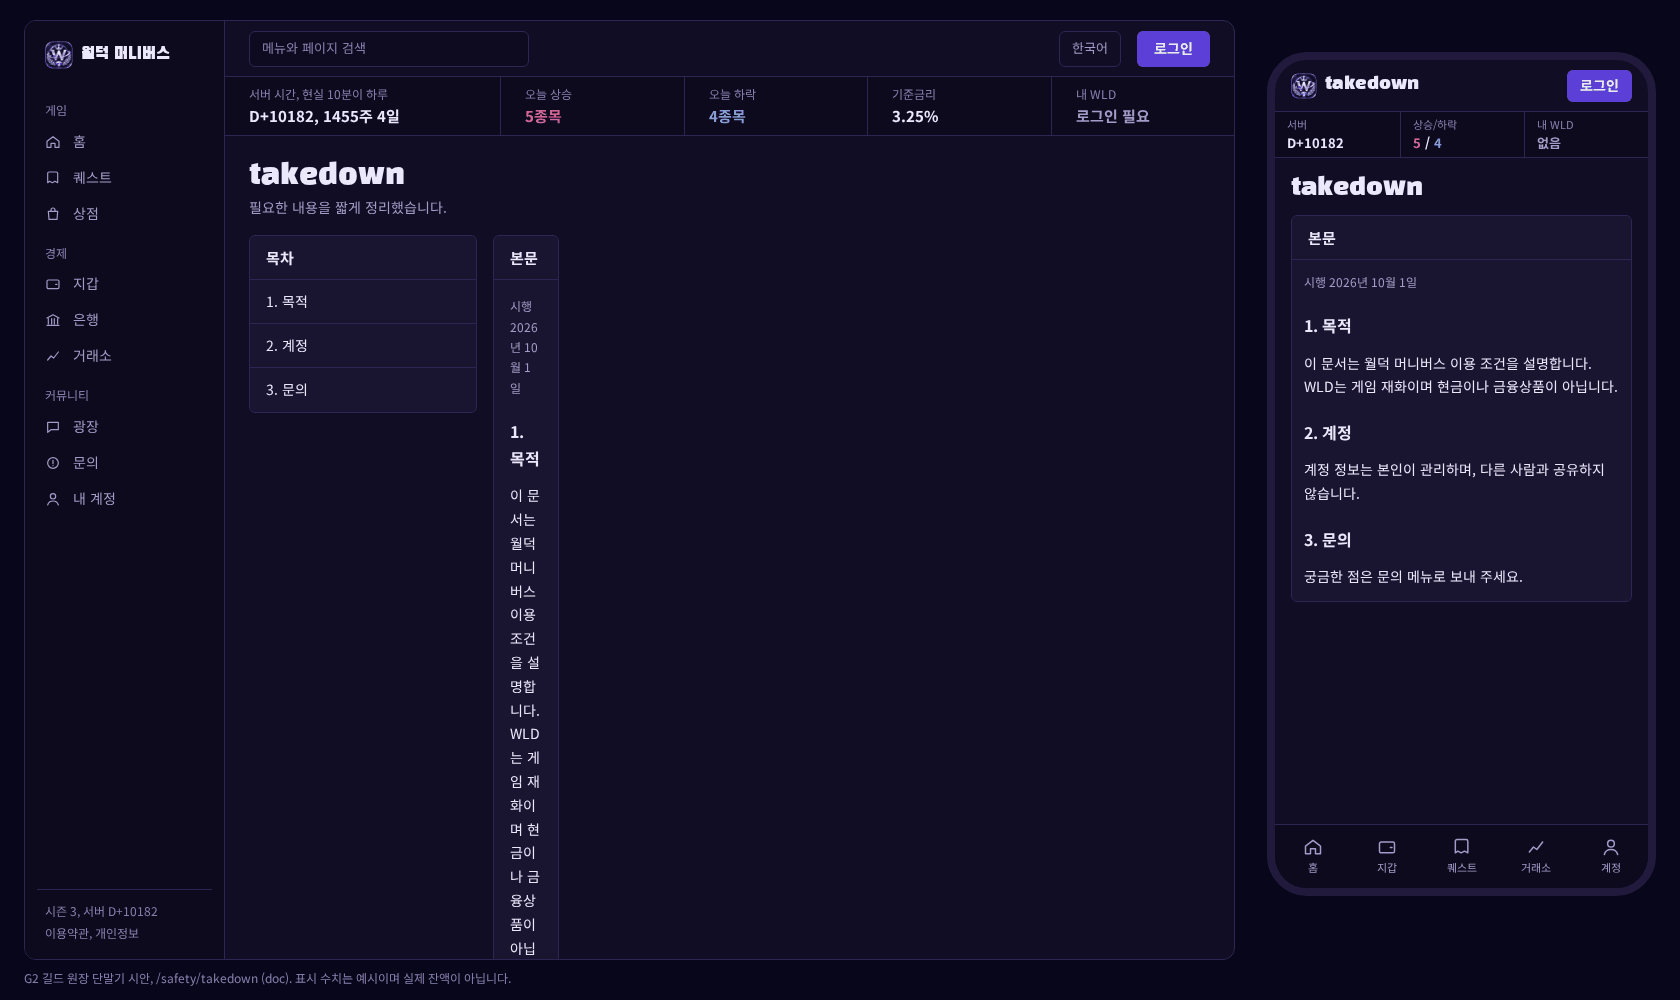 월덕 머니버스
게임
홈
퀘스트
상점
경제
지갑
은행
거래소
커뮤니티
광장
문의
내 계정
시즌 3, 서버 D+10182
이용약관, 개인정보
메뉴와 페이지 검색
한국어
로그인
서버 시간, 현실 10분이 하루
D+10182, 1455주 4일
오늘 상승
5종목
오늘 하락
4종목
기준금리
3.25%
내 WLD
로그인 필요
takedown
필요한 내용을 짧게 정리했습니다.
목차
1. 목적
2. 계정
3. 문의
본문
시행
2026
년 10
월 1
일
1.
목적
이 문
서는
월덕
머니
버스
이용
조건
을 설
명합
니다.
WLD
는 게
임 재
화이
며 현
금이
나 금
융상
품이
아닙
takedown
로그인
서버
D+10182
상승/하락
5 / 4
내 WLD
없음
takedown
본문
시행 2026년 10월 1일
1. 목적
이 문서는 월덕 머니버스 이용 조건을 설명합니다.
WLD는 게임 재화이며 현금이나 금융상품이 아닙니다.
2. 계정
계정 정보는 본인이 관리하며, 다른 사람과 공유하지
않습니다.
3. 문의
궁금한 점은 문의 메뉴로 보내 주세요.
홈
지갑
퀘스트
거래소
계정
G2 길드 원장 단말기 시안, /safety/takedown (doc). 표시 수치는 예시이며 실제 잔액이 아닙니다.